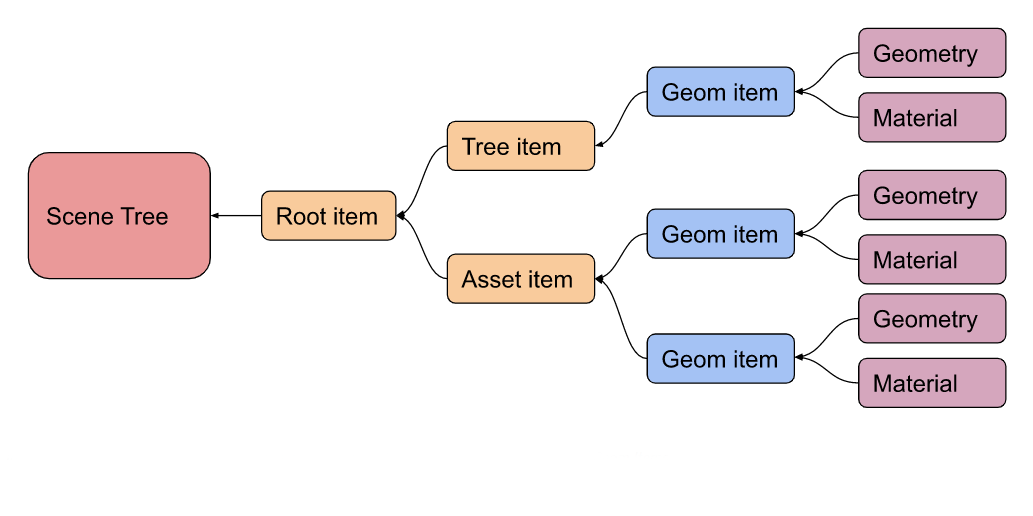 Scene Tree
Root item
Tree item
Asset item
Geom item
Geom item
Geom item
Geometry
Material
Geometry
Material
Geometry
Material